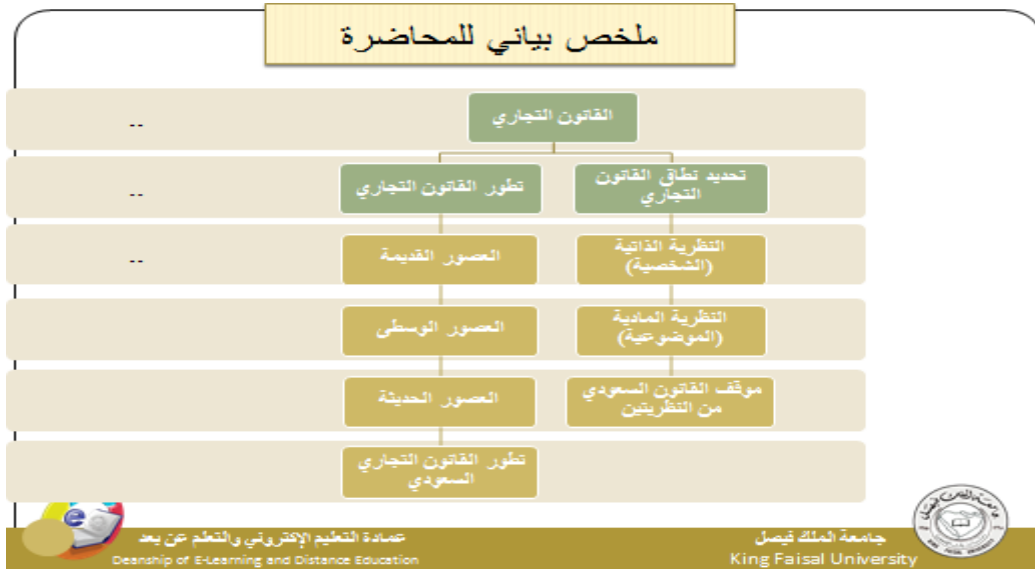 ملخص بياني للمحاضرة
القانون التجاري
--
تحديد نطاق القانون
التجاري
تطور القانون التجاري
--
النظرية الذاتية
(الشخصية)
العصور القديمة
--
النظرية المادية
(الموضوعية)
العصور الوسطى
موقف القانون السعودي
من النظريتين
العصور الحديثة
تطور القانون التجاري
السعودي
جامعة الملك فيصل
King Faisal University
عمادة التعليم الإلكتروني والتعلم عن بعد
Deanship of E-Learning and Distance Education
e